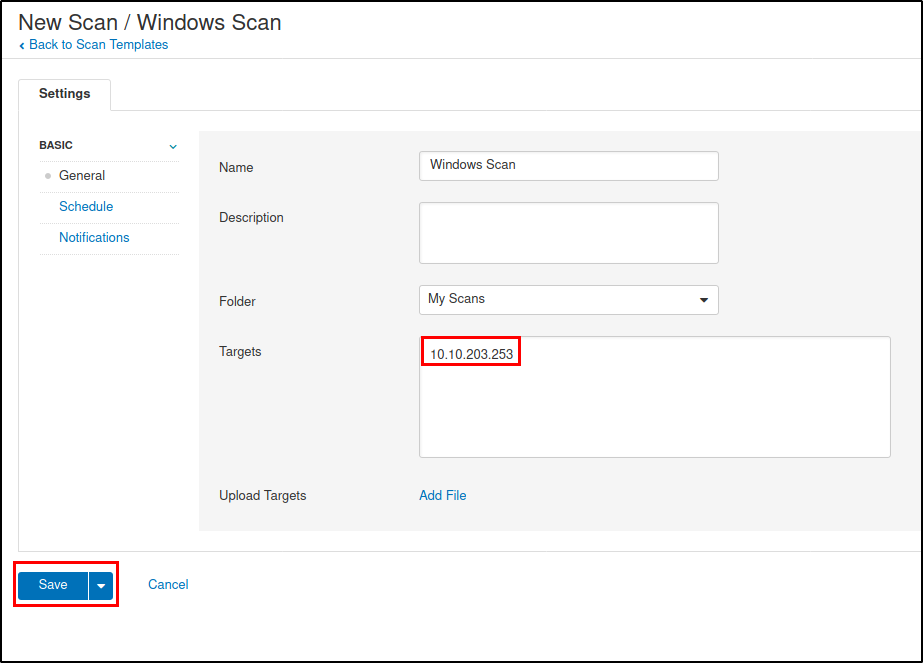 New Scan / Windows Scan
Back to Scan Templates
Settings
BASIC
General
Schedule
Notifications
Name
Windows Scan
Description
Folder
My Scans
Targets
10.10.203.253
Upload Targets
Add File
Save
Cancel